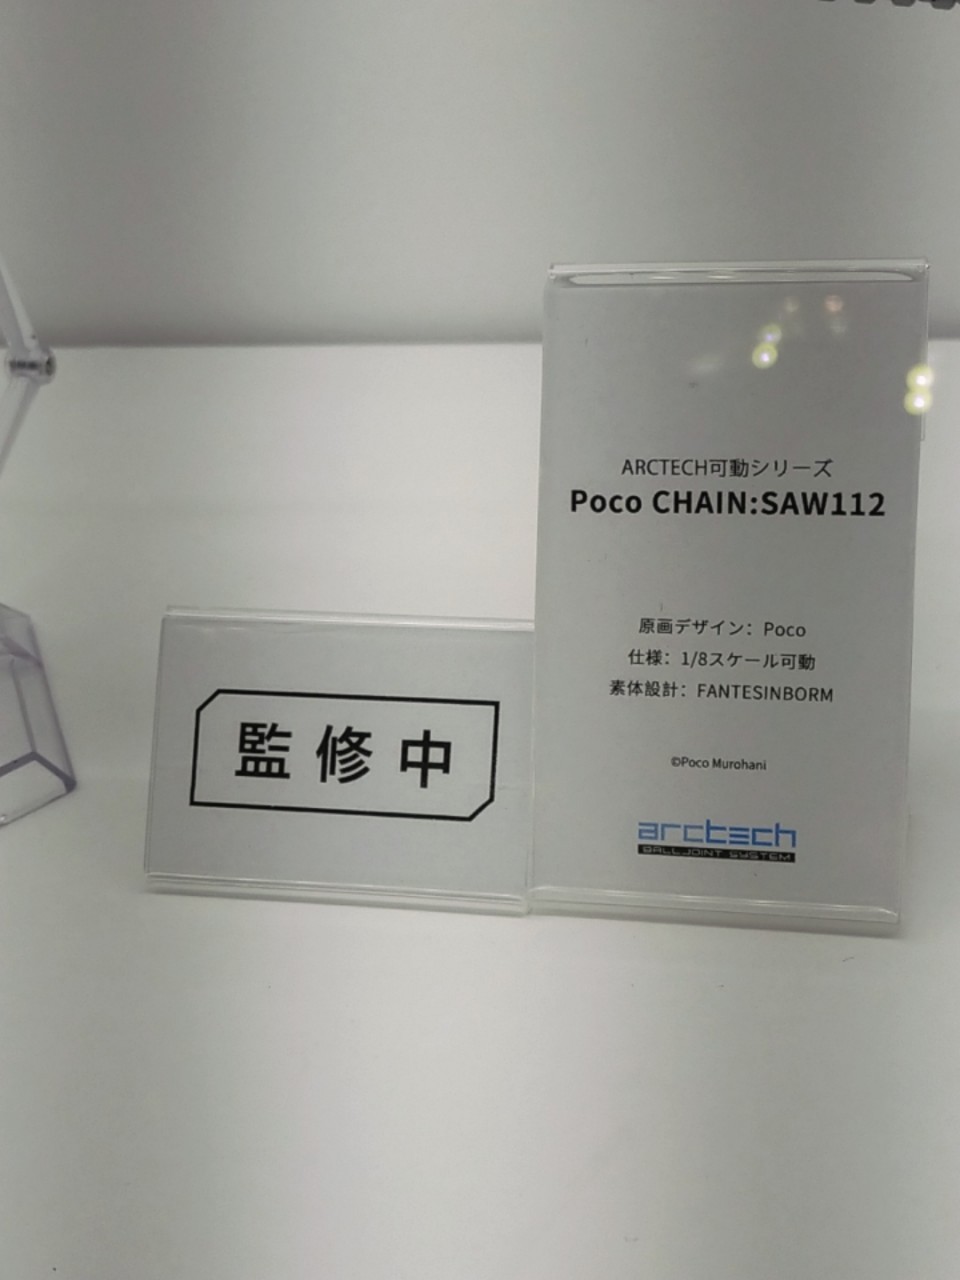 監修中
ARCTECH可動シリーズ
Poco CHAIN:SAW112
原画デザイン：Poco
仕様：1/8スケール可動
素体設計：FANTESINBORM
©Poco Murohani
arctech
BALL JOINT SYSTEM